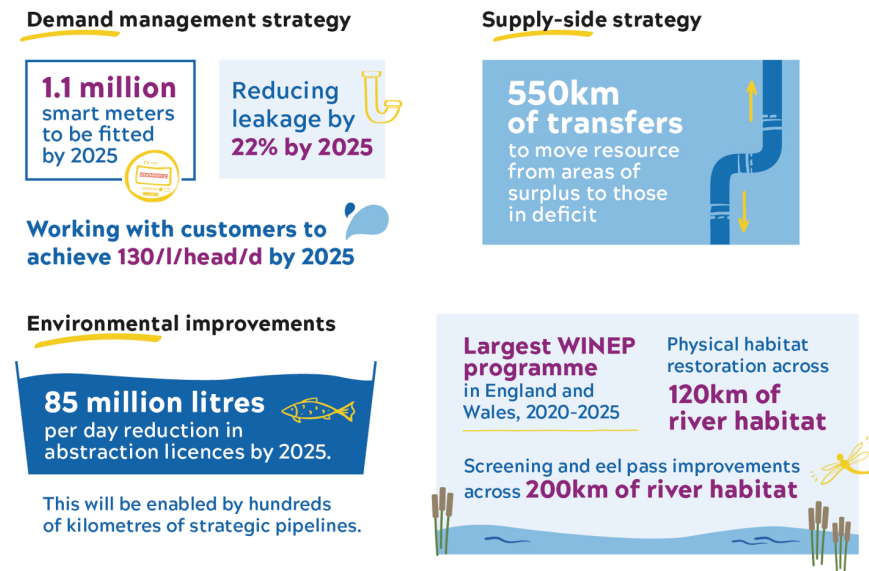 Demand management strategy
1.1 million
smart meters
to be fitted
by 2025
Reducing
leakage by
22% by 2025
Working with customers to
achieve 130/l/head/d by 2025
Supply-side strategy
550km
of transfers
to move resource
from areas of
surplus to those
in deficit
Environmental improvements
85 million litres
per day reduction in
abstraction licences by 2025.
This will be enabled by hundreds
of kilometres of strategic pipelines.
Largest WINEP
programme
in England and
Wales, 2020-2025
Physical habitat
restoration across
120km of
river habitat
Screening and eel pass improvements
across 200km of river habitat